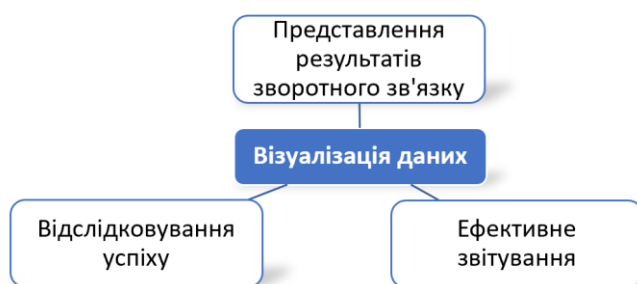 Представлення
результатів
зворотного зв'язку
Візуалізація даних
Відслідковування
успіху
Ефективне
звітування